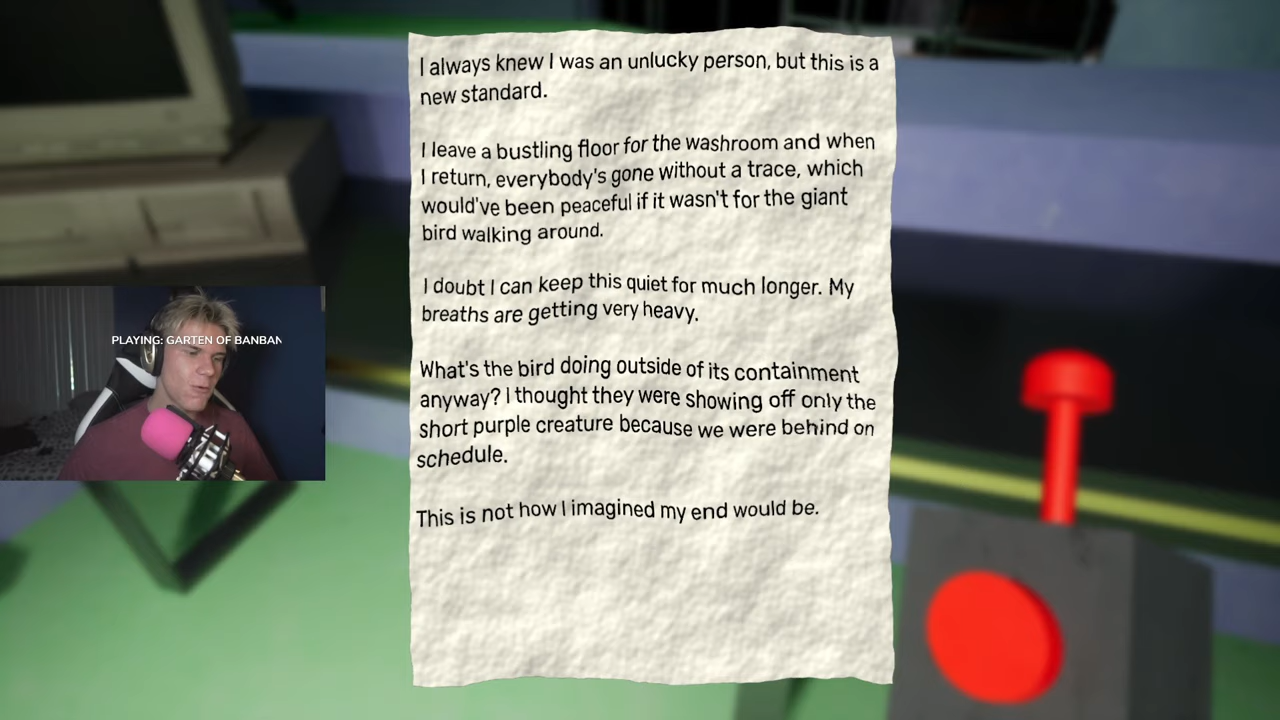 I always knew I was an unlucky person, but this is a
new standard.
I leave a bustling floor for the washroom and when
I return, everybody's gone without a trace, which
would've been peaceful if it wasn't for the giant
bird walking around.
I doubt I can keep this quiet for much longer. My
breaths are getting very heavy.
What's the bird doing outside of its containment
anyway? I thought they were showing off only the
short purple creature because we were behind on
schedule.
This is not how I imagined my end would be.
PLAYING: GARTEN OF BANBAN